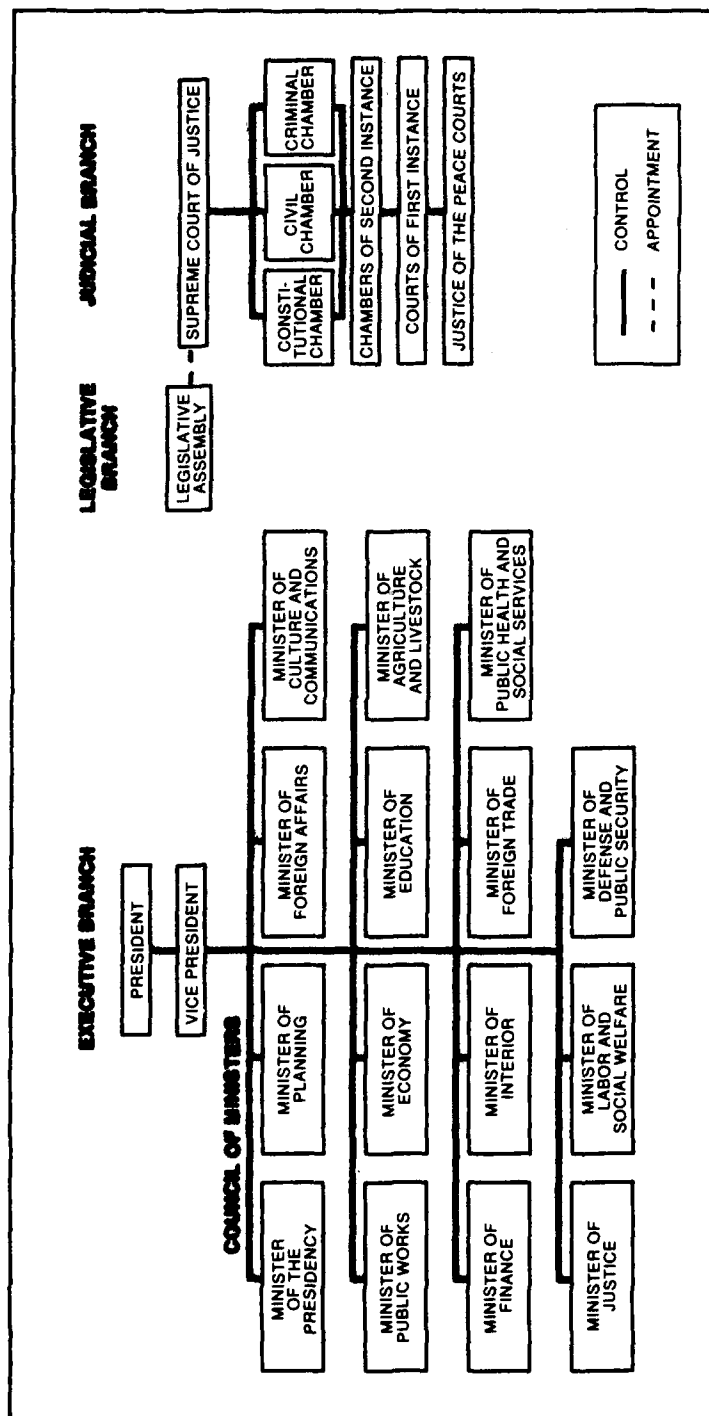 EXECUTIVE BRANCH
PRESIDENT
VICE PRESIDENT
COUNCIL OF MINISTERS
MINISTER
OF THE
PRESIDENCY
MINISTER OF
PLANNING
MINISTER OF
FOREIGN AFFAIRS
MINISTER OF
CULTURE AND
COMMUNICATIONS
MINISTER OF
PUBLIC WORKS
MINISTER OF
ECONOMY
MINISTER OF
EDUCATION
MINISTER OF
AGRICULTURE
AND LIVESTOCK
MINISTER OF
FINANCE
MINISTER OF
INTERIOR
MINISTER OF
FOREIGN TRADE
MINISTER OF
PUBLIC HEALTH AND
SOCIAL SERVICES
MINISTER OF
JUSTICE
MINISTER OF
LABOR AND
SOCIAL WELFARE
MINISTER OF
DEFENSE AND
PUBLIC SECURITY
LEGISLATIVE
BRANCH
LEGISLATIVE
ASSEMBLY
JUDICIAL BRANCH
SUPREME COURT OF JUSTICE
CONSTI-
TUTIONAL
CHAMBER
CIVIL
CHAMBER
CRIMINAL
CHAMBER
CHAMBERS OF SECOND INSTANCE
COURTS OF FIRST INSTANCE
JUSTICE OF THE PEACE COURTS
CONTROL
APPOINTMENT